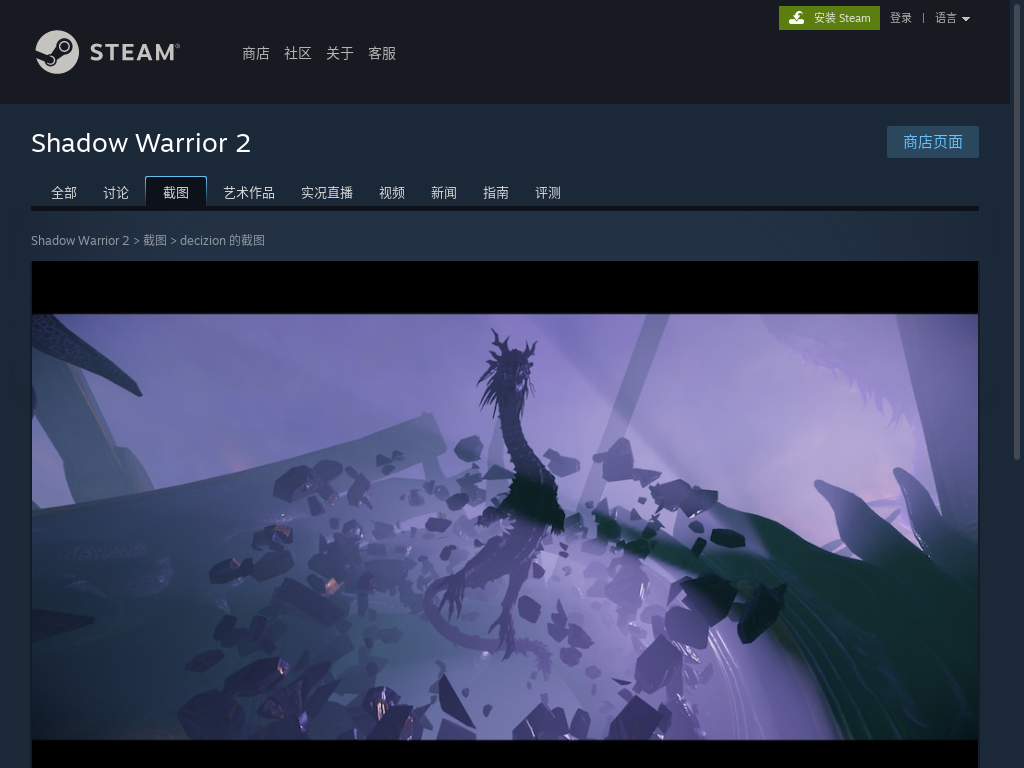 安装 Steam
登录 | 语言
STEAM®
商店 社区 关于 客服
Shadow Warrior 2
商店页面
全部 讨论 截图 艺术作品 实况直播 视频 新闻 指南 评测
Shadow Warrior 2 > 截图 > decizion 的截图